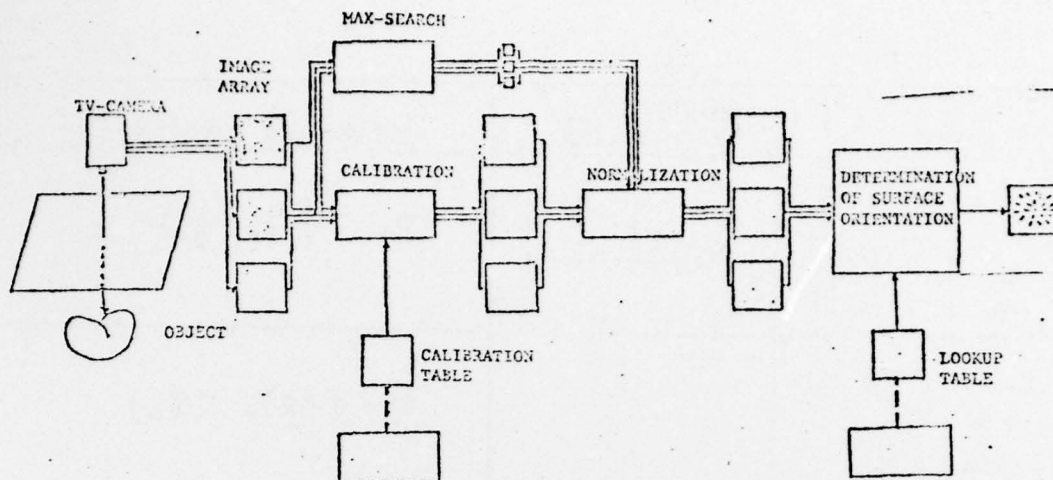 MAX-SEARCH
IMAGE
ARRAY
TV-CAMERA
CALIBRATION
NORMALIZATION
DETERMINATION
OF SURFACE
ORIENTATION
OBJECT
CALIBRATION
TABLE
LOOKUP
TABLE